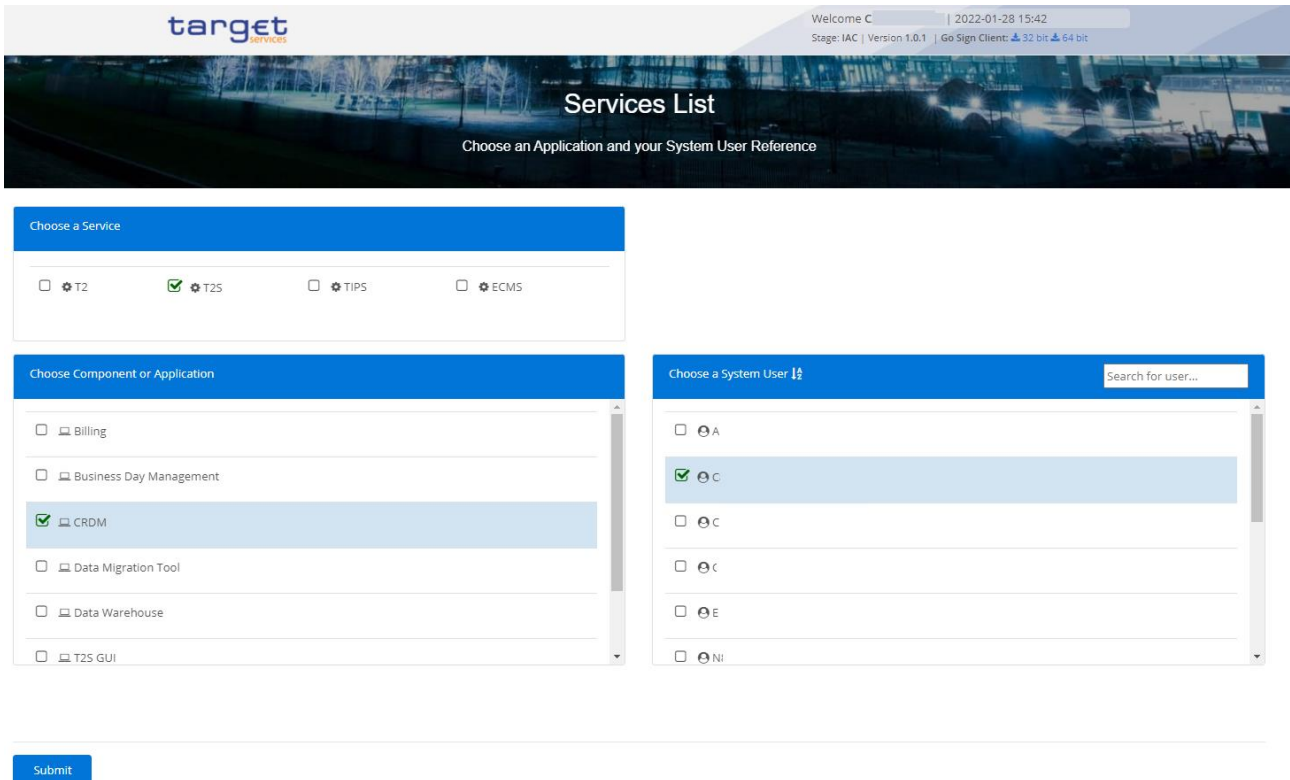 target
services
Welcome C | 2022-01-28 15:42
Stage: IAC | Version 1.0.1 | Go Sign Client: 32 bit 64 bit
Services List
Choose an Application and your System User Reference
Choose a Service
T2 T2S TIPS ECMS
Choose Component or Application
Billing
Business Day Management
CRDM
Data Migration Tool
Data Warehouse
T2S GUI
Choose a System User
Search for user...
A
C
C
E
Submit